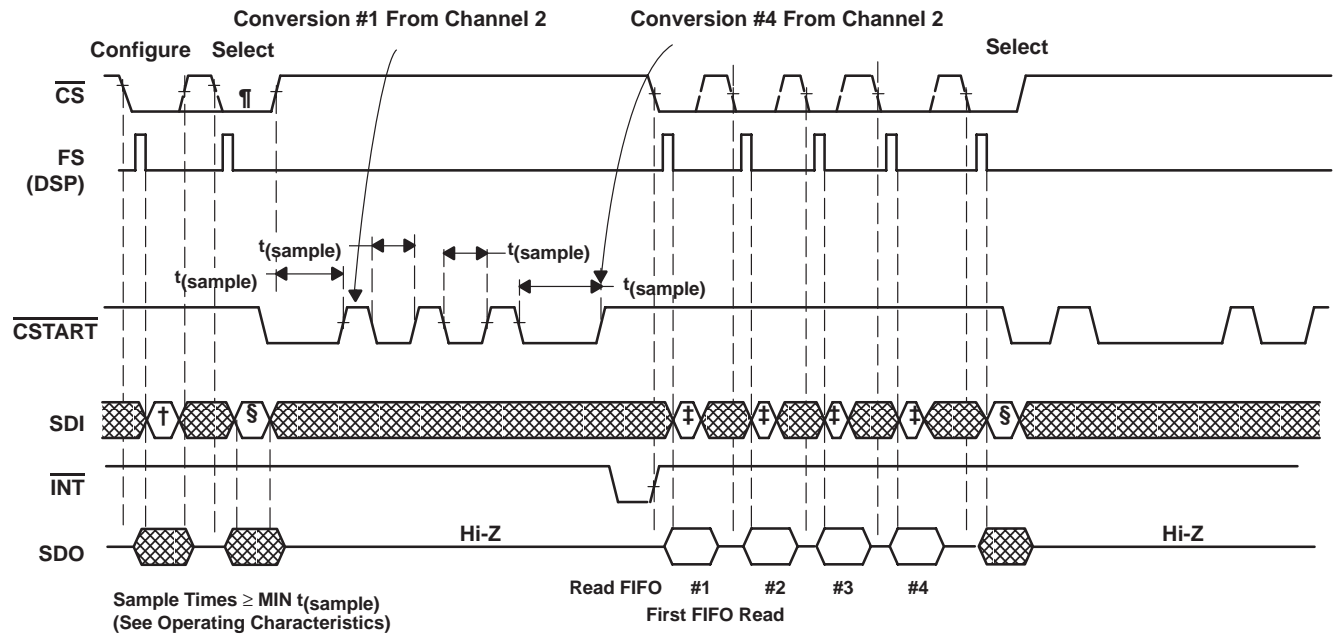 Conversion #1 From Channel 2 Conversion #4 From Channel 2
Configure Select Select
CS ¶
FS
(DSP)
t(sample) t(sample)
t(sample) t(sample)
CSTART
SDI † § ‡ ‡ ‡ ‡ §
INT
SDO Hi-Z Hi-Z
Read FIFO #1 #2 #3 #4
First FIFO Read
Sample Times ≥ MIN t(sample)
(See Operating Characteristics)